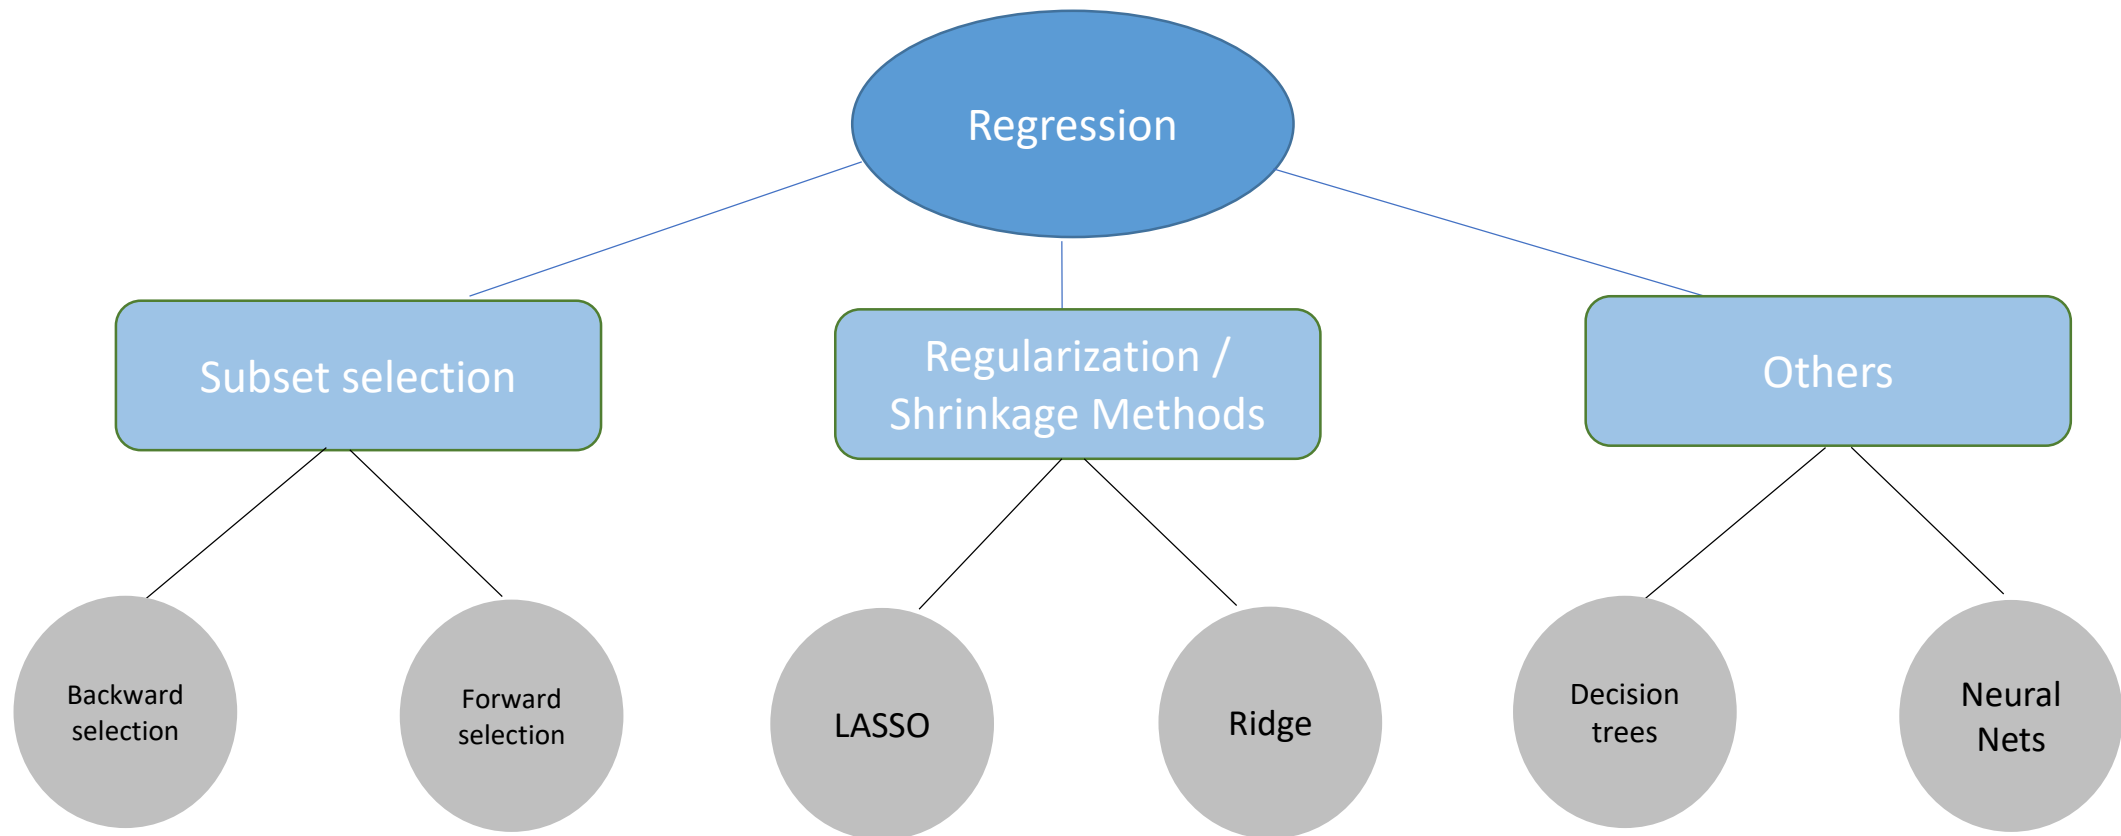 Regression
Subset selection
Regularization /
Shrinkage Methods
Others
Backward
selection
Forward
selection
LASSO
Ridge
Decision
trees
Neural
Nets